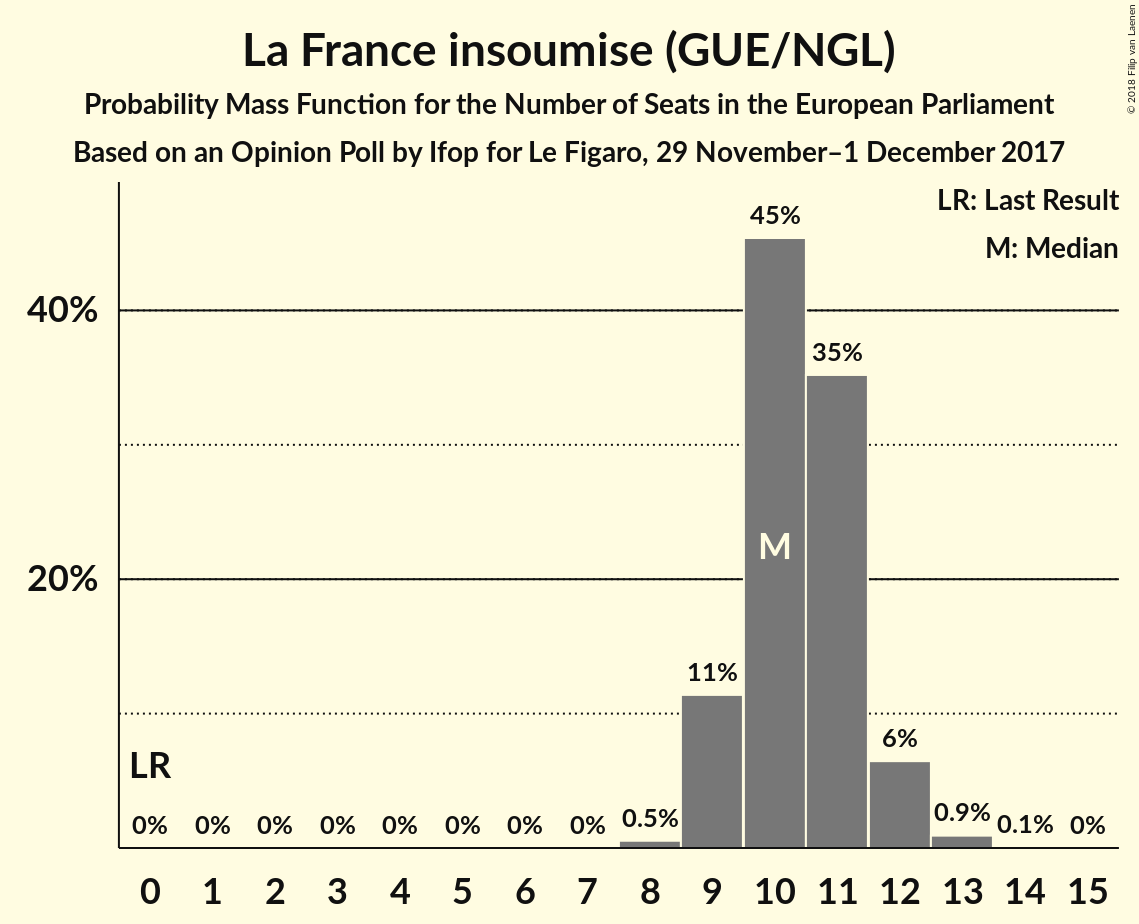 La France insoumise (GUE/NGL)
Probability Mass Function for the Number of Seats in the European Parliament
Based on an Opinion Poll by Ifop for Le Figaro, 29 November–1 December 2017
© 2018 Filip van Laenen
LR: Last Result
M: Median
45%
40%
35%
M
20%
11%
6%
LR
0% 0% 0% 0% 0% 0% 0% 0% 0.5% 0.9% 0.1% 0%
0 1 2 3 4 5 6 7 8 9 10 11 12 13 14 15